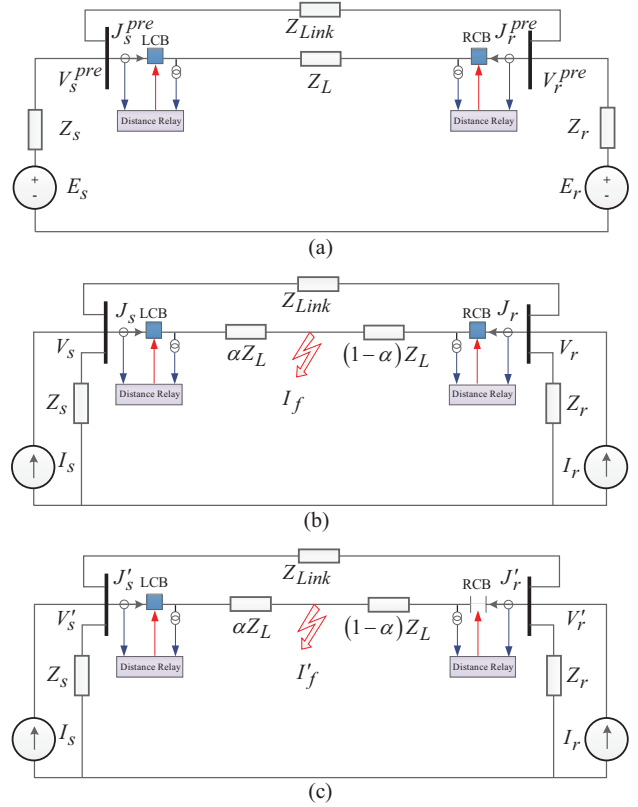 Z_Link
J_s^pre LCB RCB J_r^pre
V_s^pre Z_L V_r^pre
Distance Relay Distance Relay
Z_s Z_r
+ +
E_s E_r
- -
(a)
Z_Link
J_s LCB RCB J_r
V_s αZ_L (1−α)Z_L V_r
Z_s Distance Relay I_f Distance Relay Z_r
I_s I_r
(b)
Z_Link
J′_s LCB RCB J′_r
V′_s αZ_L (1−α)Z_L V′_r
Z_s Distance Relay I′_f Distance Relay Z_r
I_s I_r
(c)